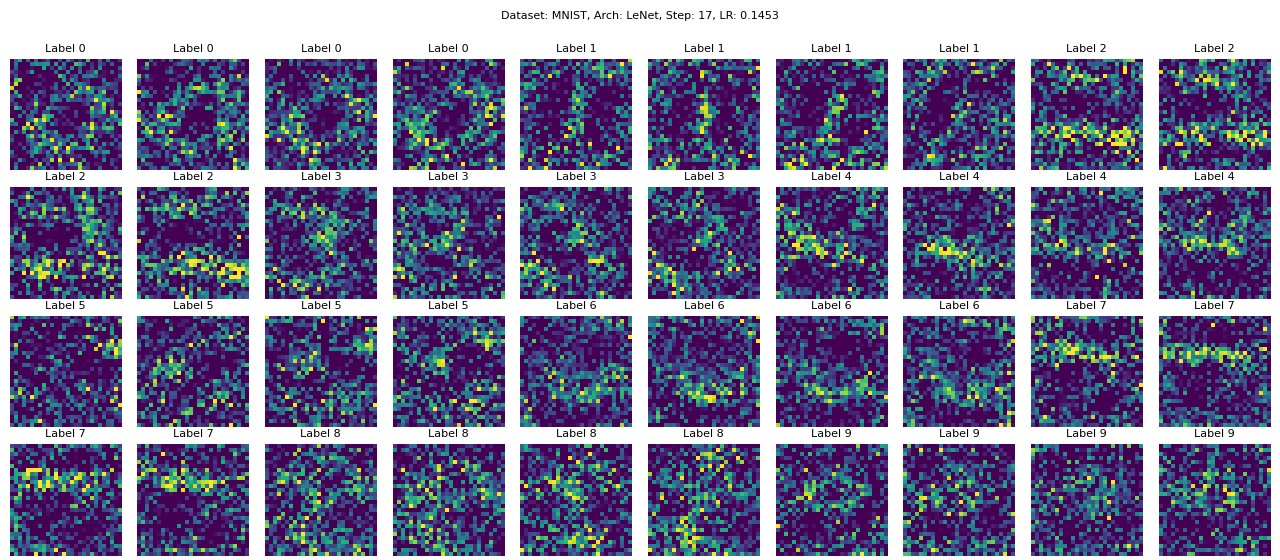 Dataset: MNIST, Arch: LeNet, Step: 17, LR: 0.1453
Label 0 Label 0 Label 0 Label 0 Label 1 Label 1 Label 1 Label 1 Label 2 Label 2
Label 2 Label 2 Label 3 Label 3 Label 3 Label 3 Label 4 Label 4 Label 4 Label 4
Label 5 Label 5 Label 5 Label 5 Label 6 Label 6 Label 6 Label 6 Label 7 Label 7
Label 7 Label 7 Label 8 Label 8 Label 8 Label 8 Label 9 Label 9 Label 9 Label 9